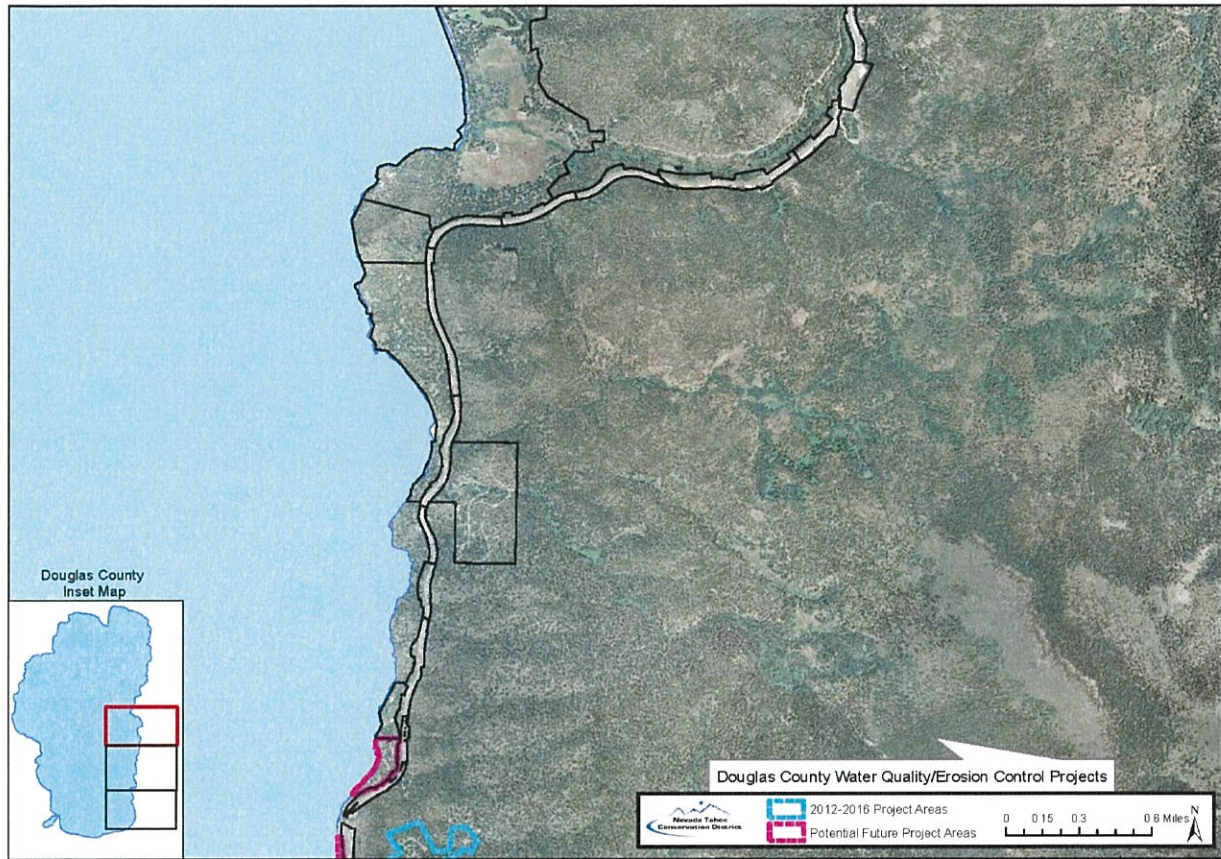 Douglas County
Inset Map
Douglas County Water Quality/Erosion Control Projects
Nevada Tahoe
Conservation District
2012-2016 Project Areas
Potential Future Project Areas
0 0.15 0.3 0.6 Miles
N